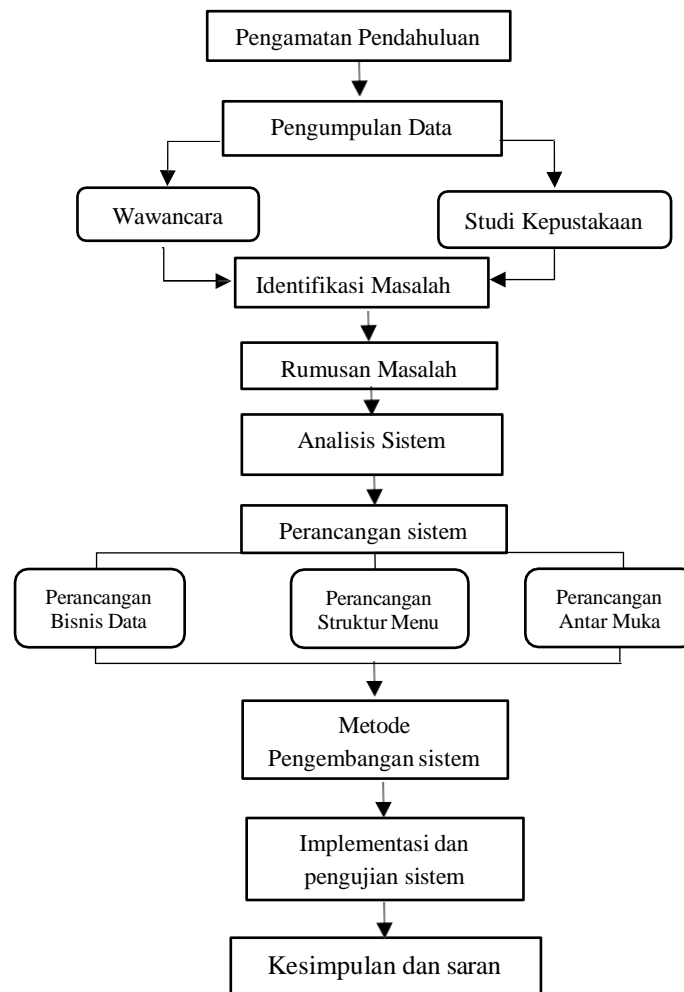 Pengamatan Pendahuluan
Pengumpulan Data
Wawancara
Studi Kepustakaan
Identifikasi Masalah
Rumusan Masalah
Analisis Sistem
Perancangan sistem
Perancangan
Bisnis Data
Perancangan
Struktur Menu
Perancangan
Antar Muka
Metode
Pengembangan sistem
Implementasi dan
pengujian sistem
Kesimpulan dan saran